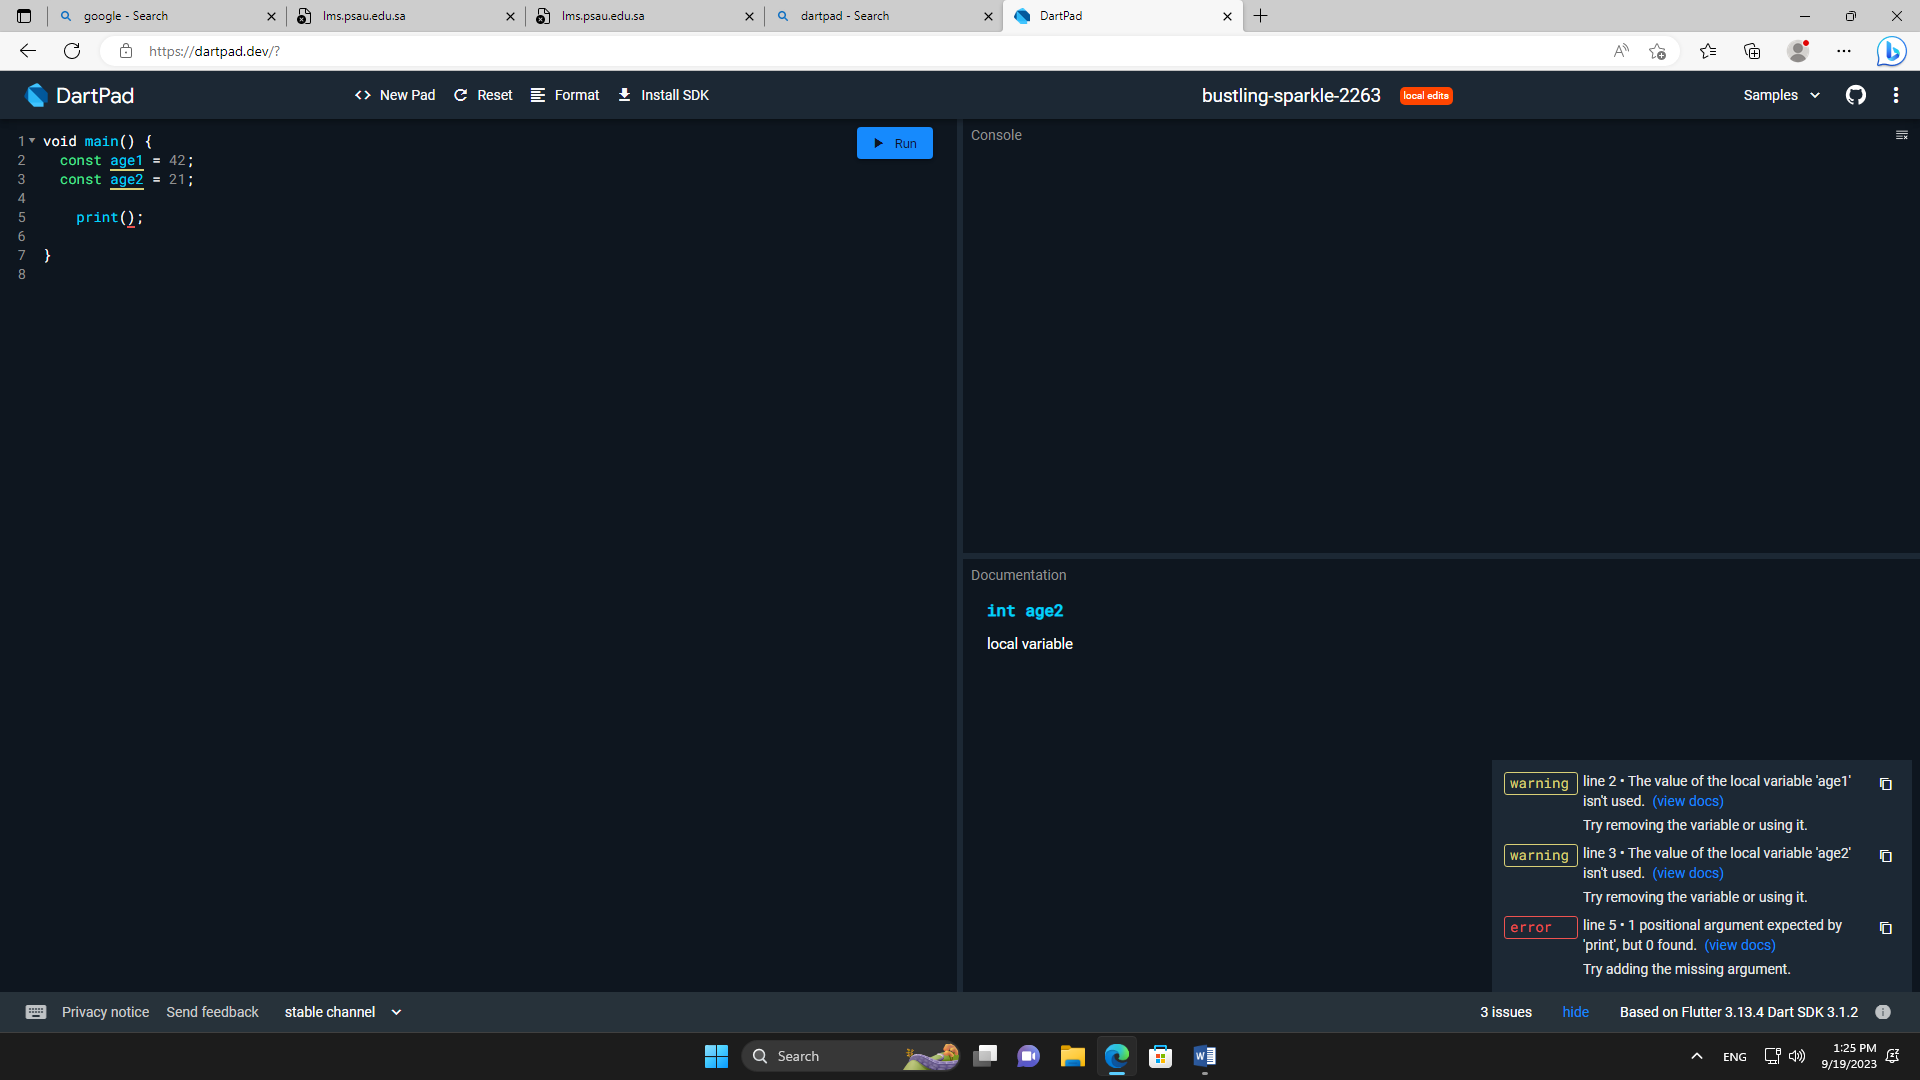 google - Search
lms.psau.edu.sa
lms.psau.edu.sa
dartpad - Search
DartPad
https://dartpad.dev/?
DartPad
New Pad
Reset
Format
Install SDK
bustling-sparkle-2263
local edits
Samples
1 void main() {
2 const age1 = 42;
3 const age2 = 21;
4
5 print();
6
7 }
8
Run
Console
Documentation
int age2
local variable
warning line 2 • The value of the local variable 'age1'
isn't used. (view docs)
Try removing the variable or using it.
warning line 3 • The value of the local variable 'age2'
isn't used. (view docs)
Try removing the variable or using it.
error line 5 • 1 positional argument expected by
'print', but 0 found. (view docs)
Try adding the missing argument.
Privacy notice
Send feedback
stable channel
3 issues
hide
Based on Flutter 3.13.4 Dart SDK 3.1.2
Search
ENG
1:25 PM
9/19/2023